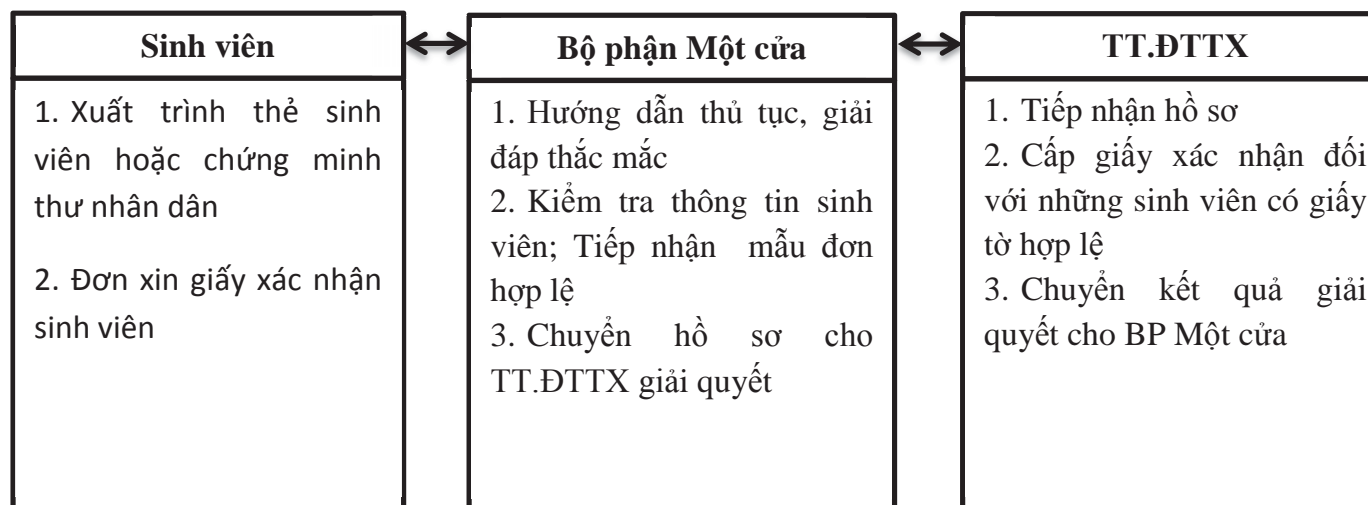 Sinh viên
1. Xuất trình thẻ sinh
viên hoặc chứng minh
thư nhân dân
2. Đơn xin giấy xác nhận
sinh viên
Bộ phận Một cửa
1. Hướng dẫn thủ tục, giải
đáp thắc mắc
2. Kiểm tra thông tin sinh
viên; Tiếp nhận mẫu đơn
hợp lệ
3. Chuyển hồ sơ cho
TT.ĐTTX giải quyết
TT.ĐTTX
1. Tiếp nhận hồ sơ
2. Cấp giấy xác nhận đối
với những sinh viên có giấy
tờ hợp lệ
3. Chuyển kết quả giải
quyết cho BP Một cửa